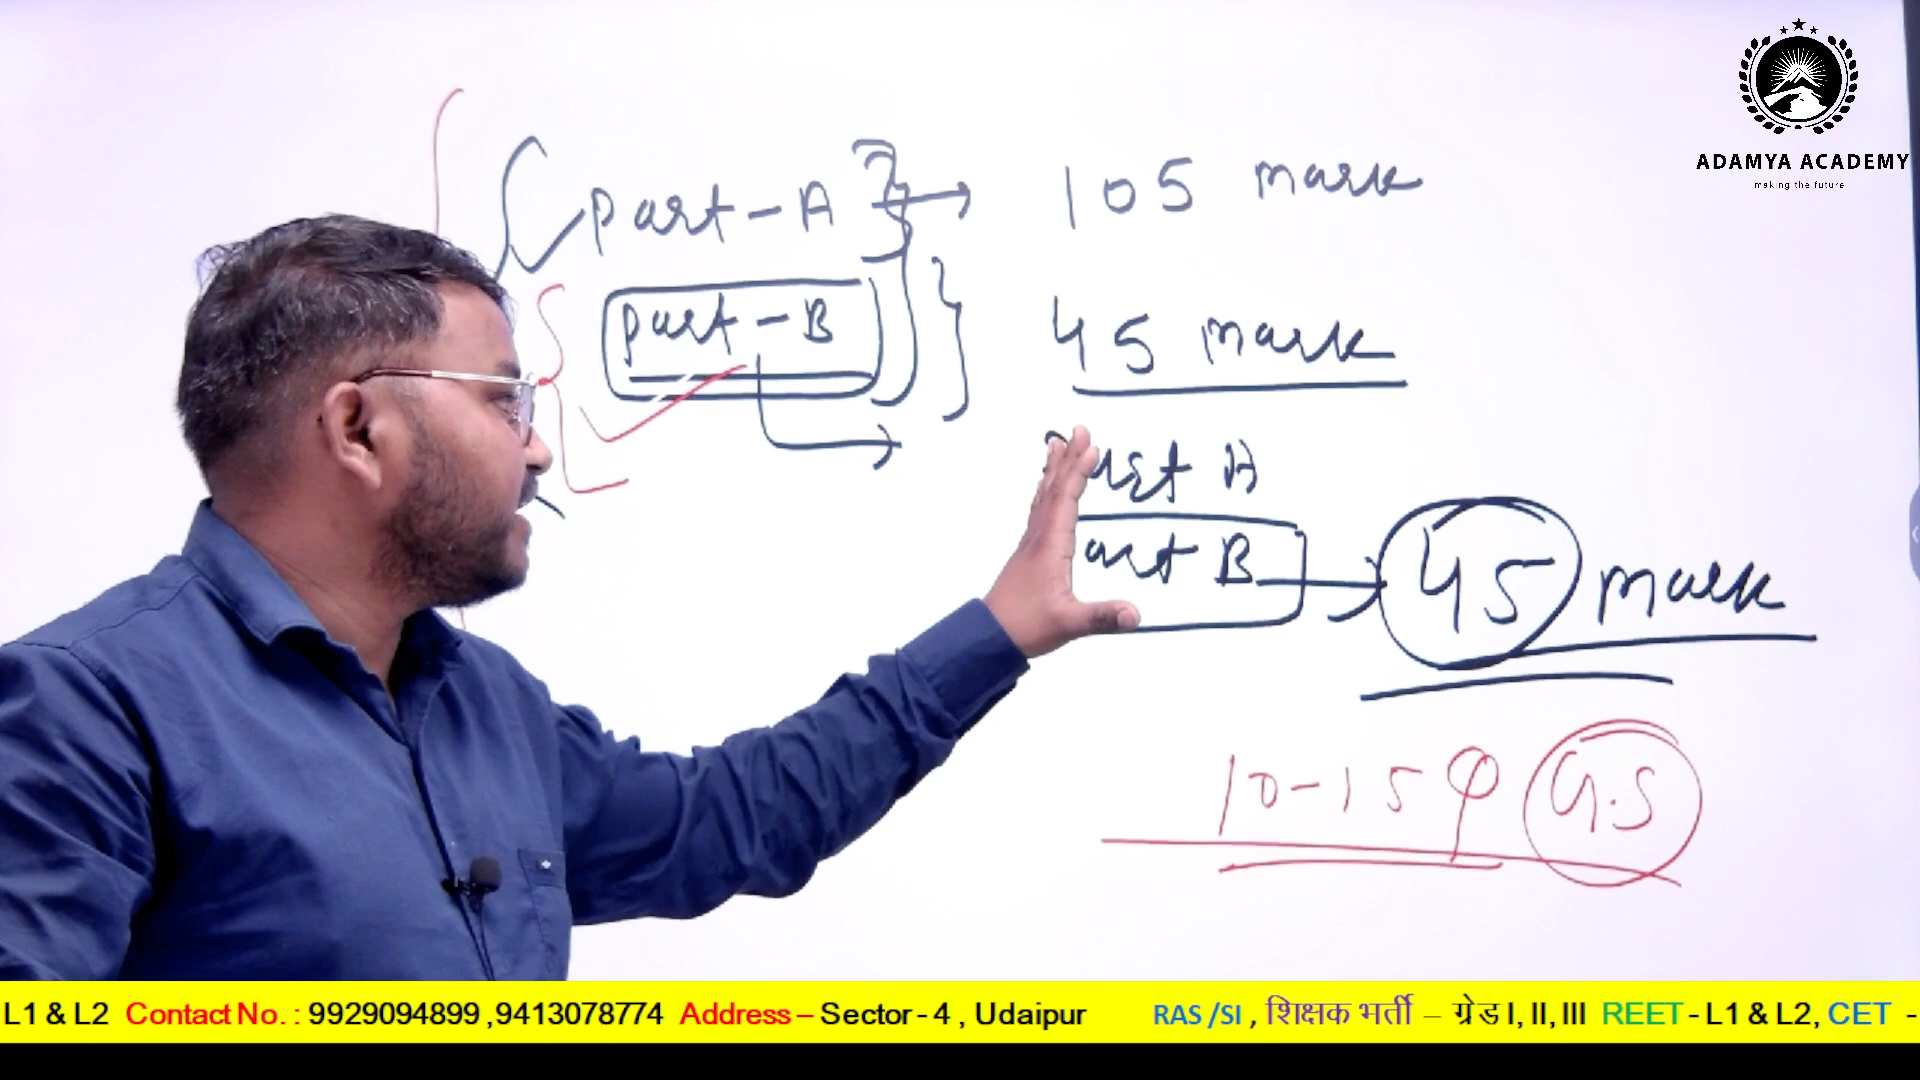 ADAMYA ACADEMY
making the future
Part-A → 105 mark
Part-B
45 mark
Part A
art B → 45 mark
10-15 Q G.S
L1 & L2 Contact No. : 9929094899 ,9413078774 Address – Sector - 4 , Udaipur RAS /SI , शिक्षक भर्ती – ग्रेड I, II, III REET - L1 & L2, CET -